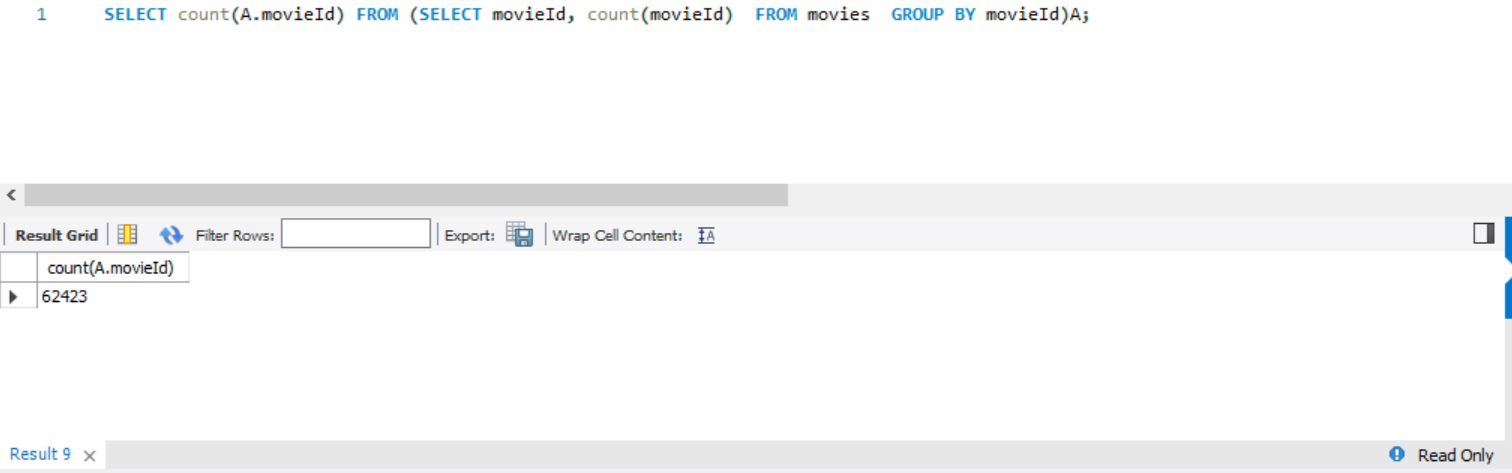 1 SELECT count(A.movieId) FROM (SELECT movieId, count(movieId)  FROM movies  GROUP BY movieId)A;
Result Grid Filter Rows: Export: Wrap Cell Content: IA
count(A.movieId)
62423
Result 9 × Read Only